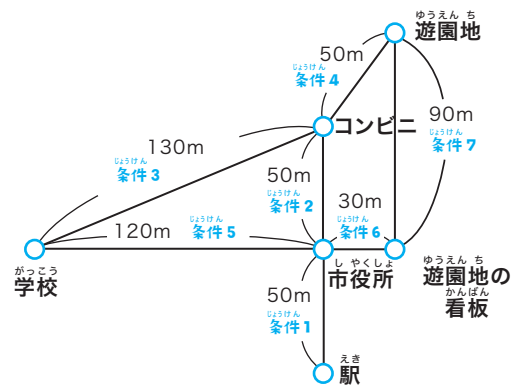 ゆうえん ち
遊園地
50m
じょうけん
条件4
コンビニ
130m
じょうけん
条件3
90m
じょうけん
条件7
50m
じょうけん
条件2
30m
じょうけん
条件6
120m
じょうけん
条件5
がっこう
学校
し やくしょ
市役所
ゆうえん ち
遊園地の
かんばん
看板
50m
じょうけん
条件1
えき
駅